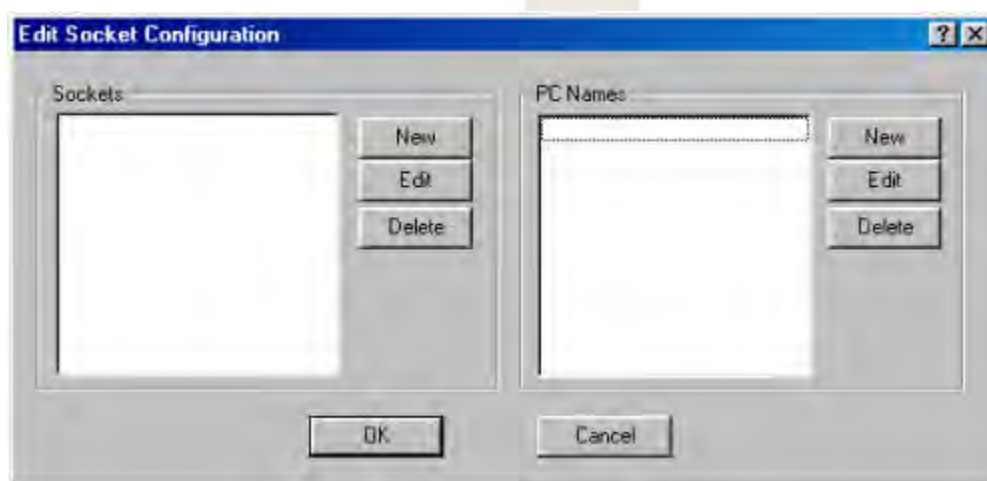 Edit Socket Configuration
Sockets
New
Edit
Delete
PC Names
New
Edit
Delete
OK
Cancel